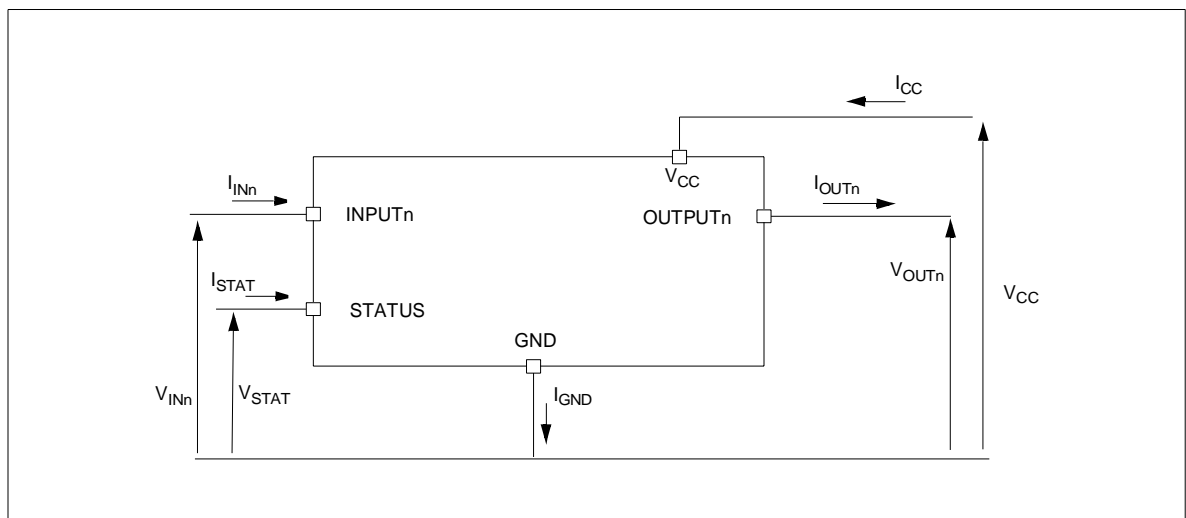 I_CC
V_CC
I_INn
I_OUTn
INPUTn
OUTPUTn
I_STAT
V_OUTn
V_CC
STATUS
GND
V_INn
V_STAT
I_GND